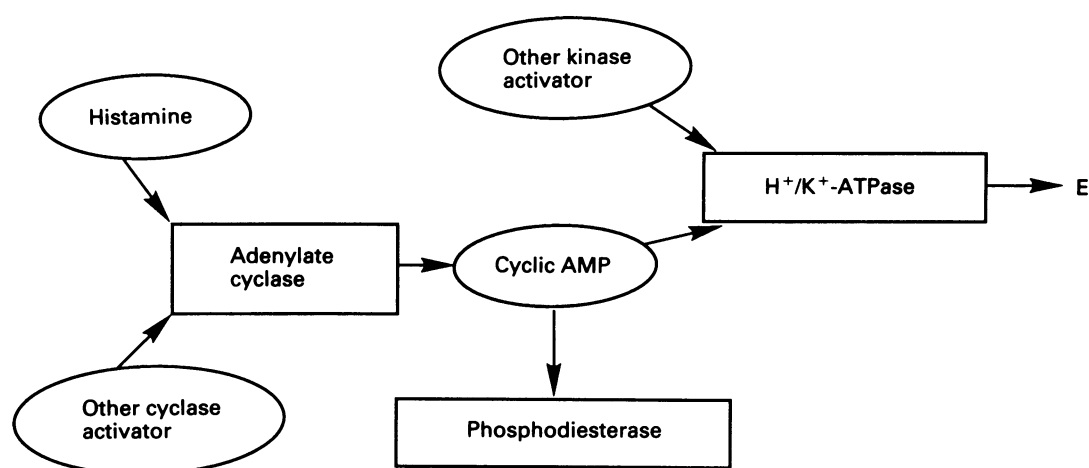 Other kinase
activator
Histamine
H⁺/K⁺-ATPase
E
Adenylate
cyclase
Cyclic AMP
Other cyclase
activator
Phosphodiesterase